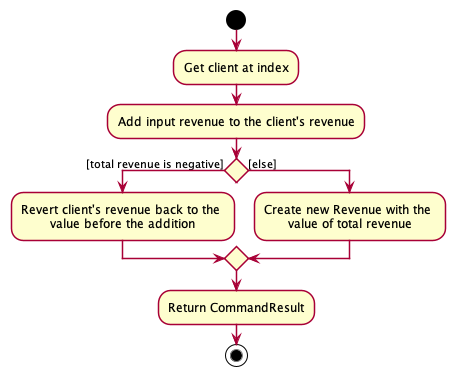 Get client at index
Add input revenue to the client's revenue
[total revenue is negative]
[else]
Revert client's revenue back to the
value before the addition
Create new Revenue with the
value of total revenue
Return CommandResult